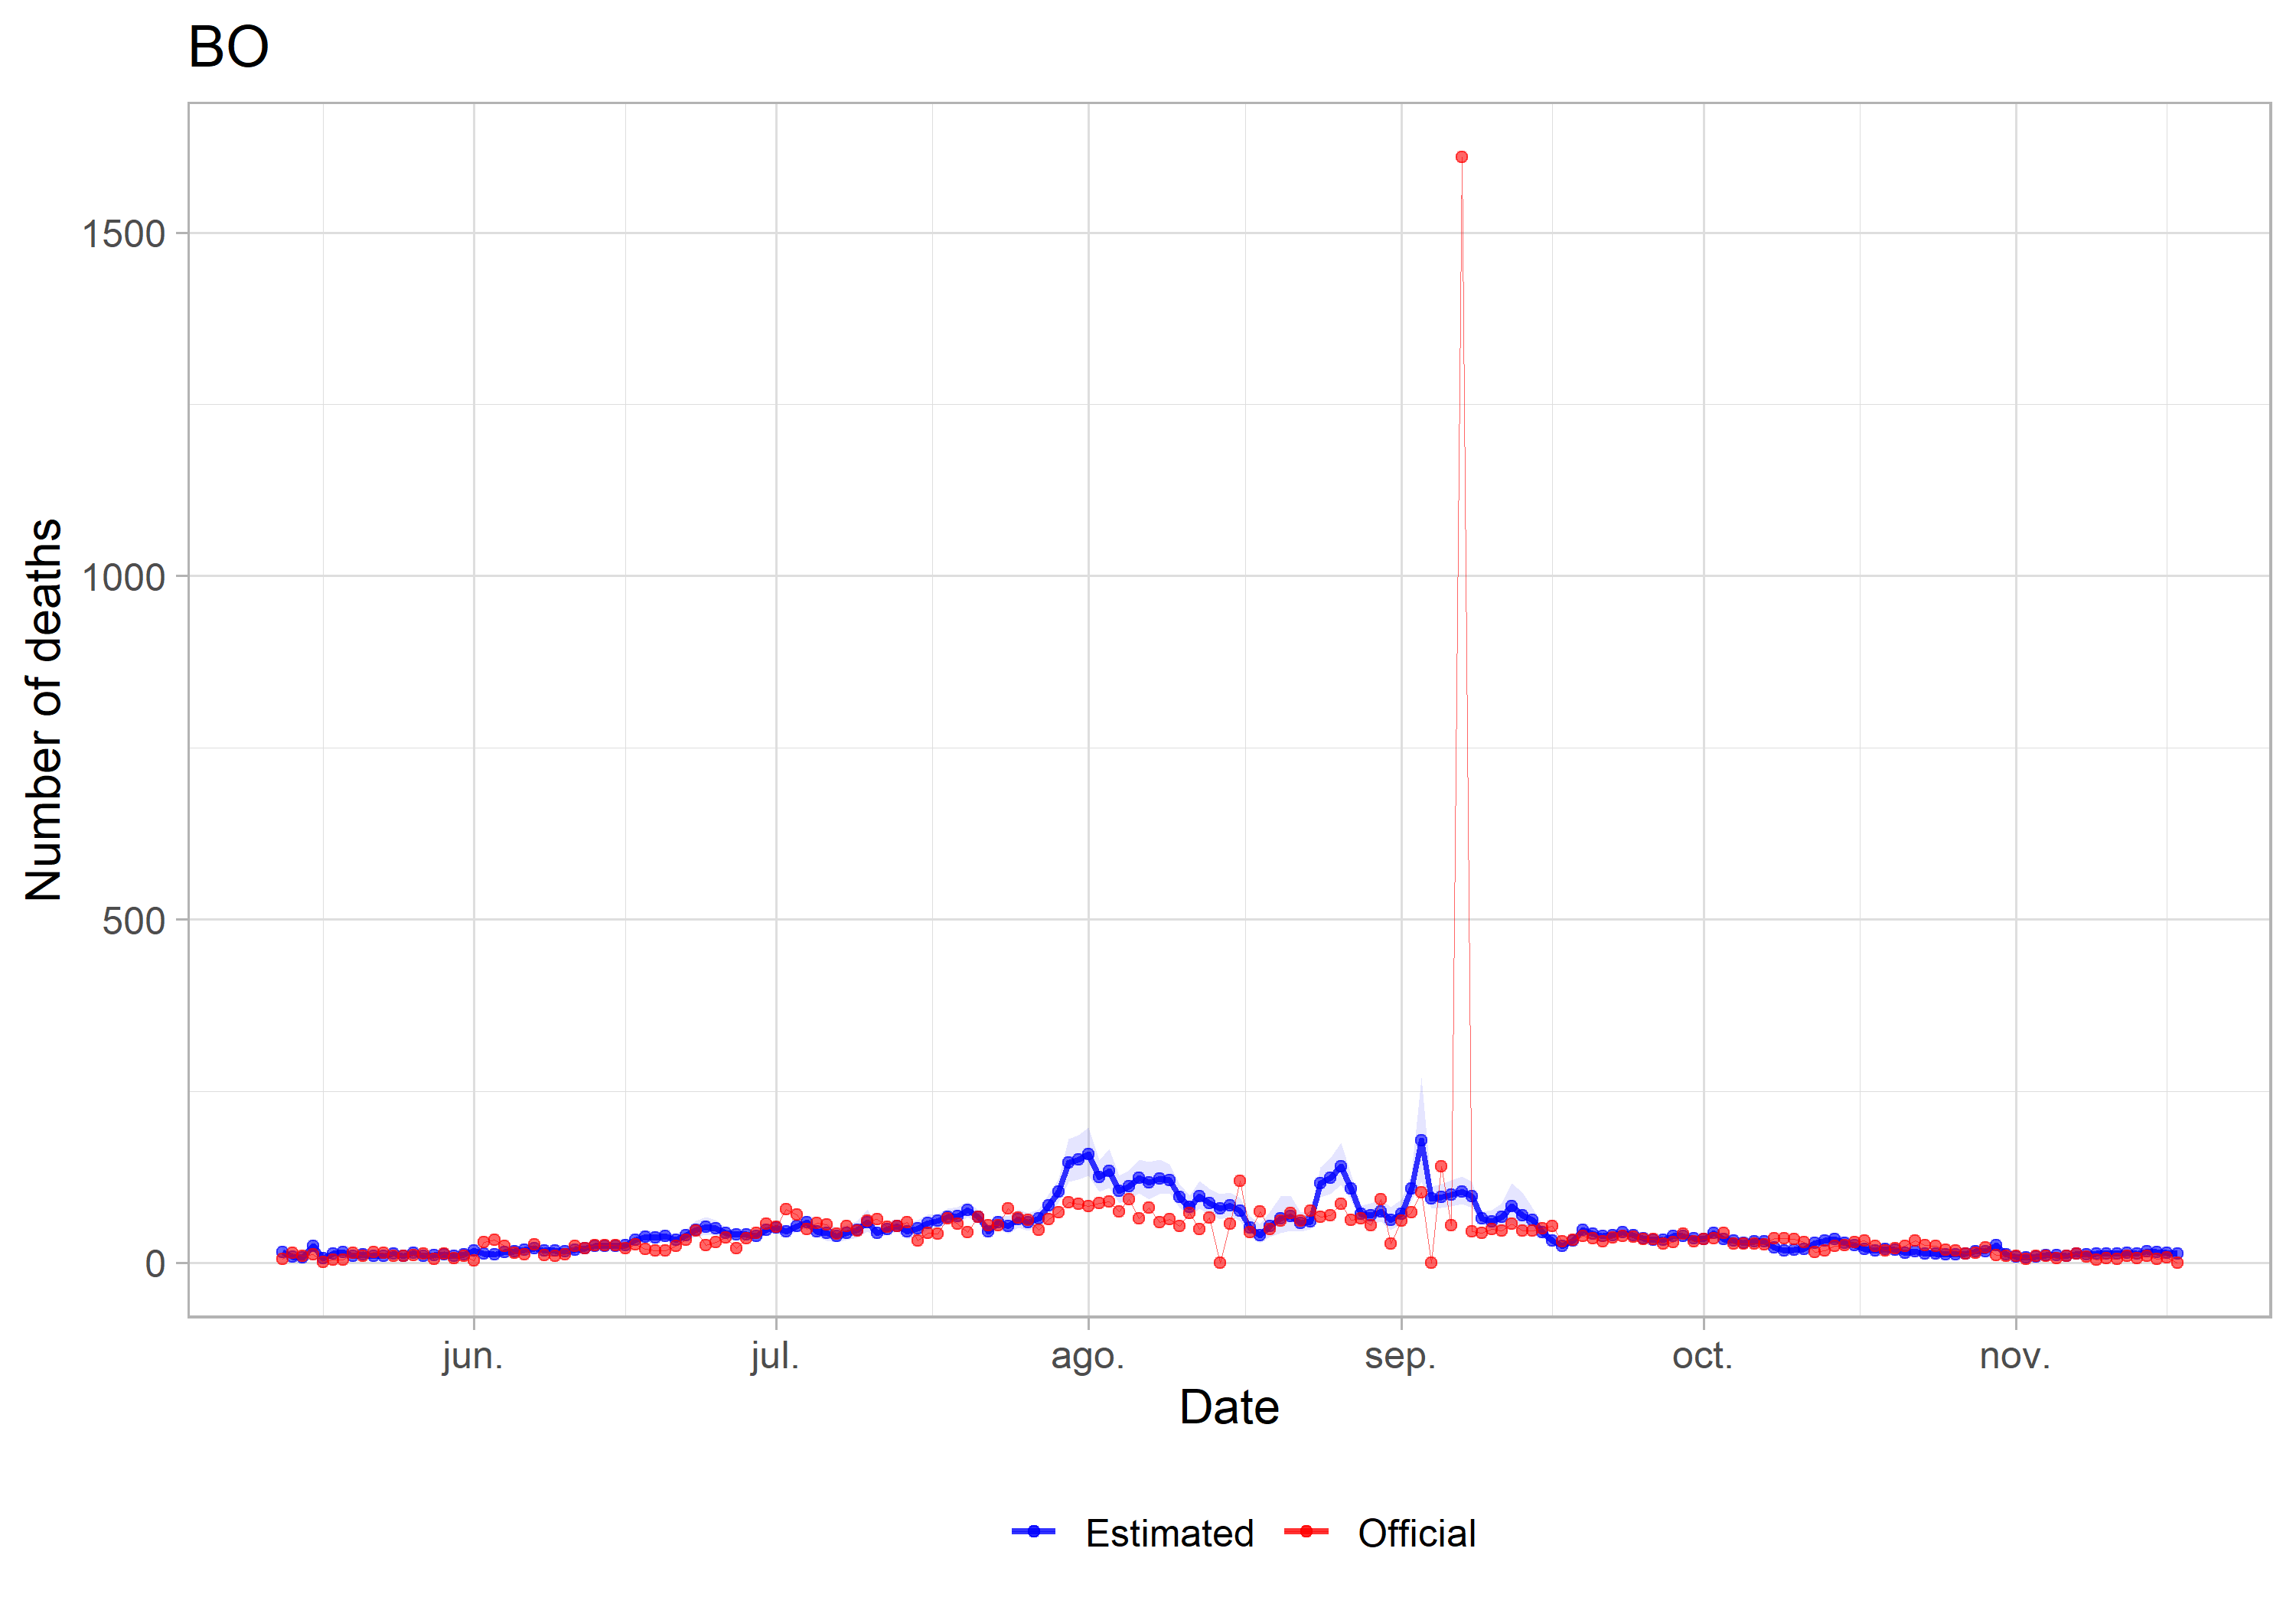 BO
1500
1000
500
0
Number of deaths
jun. jul. ago. sep. oct. nov.
Date
Estimated Official